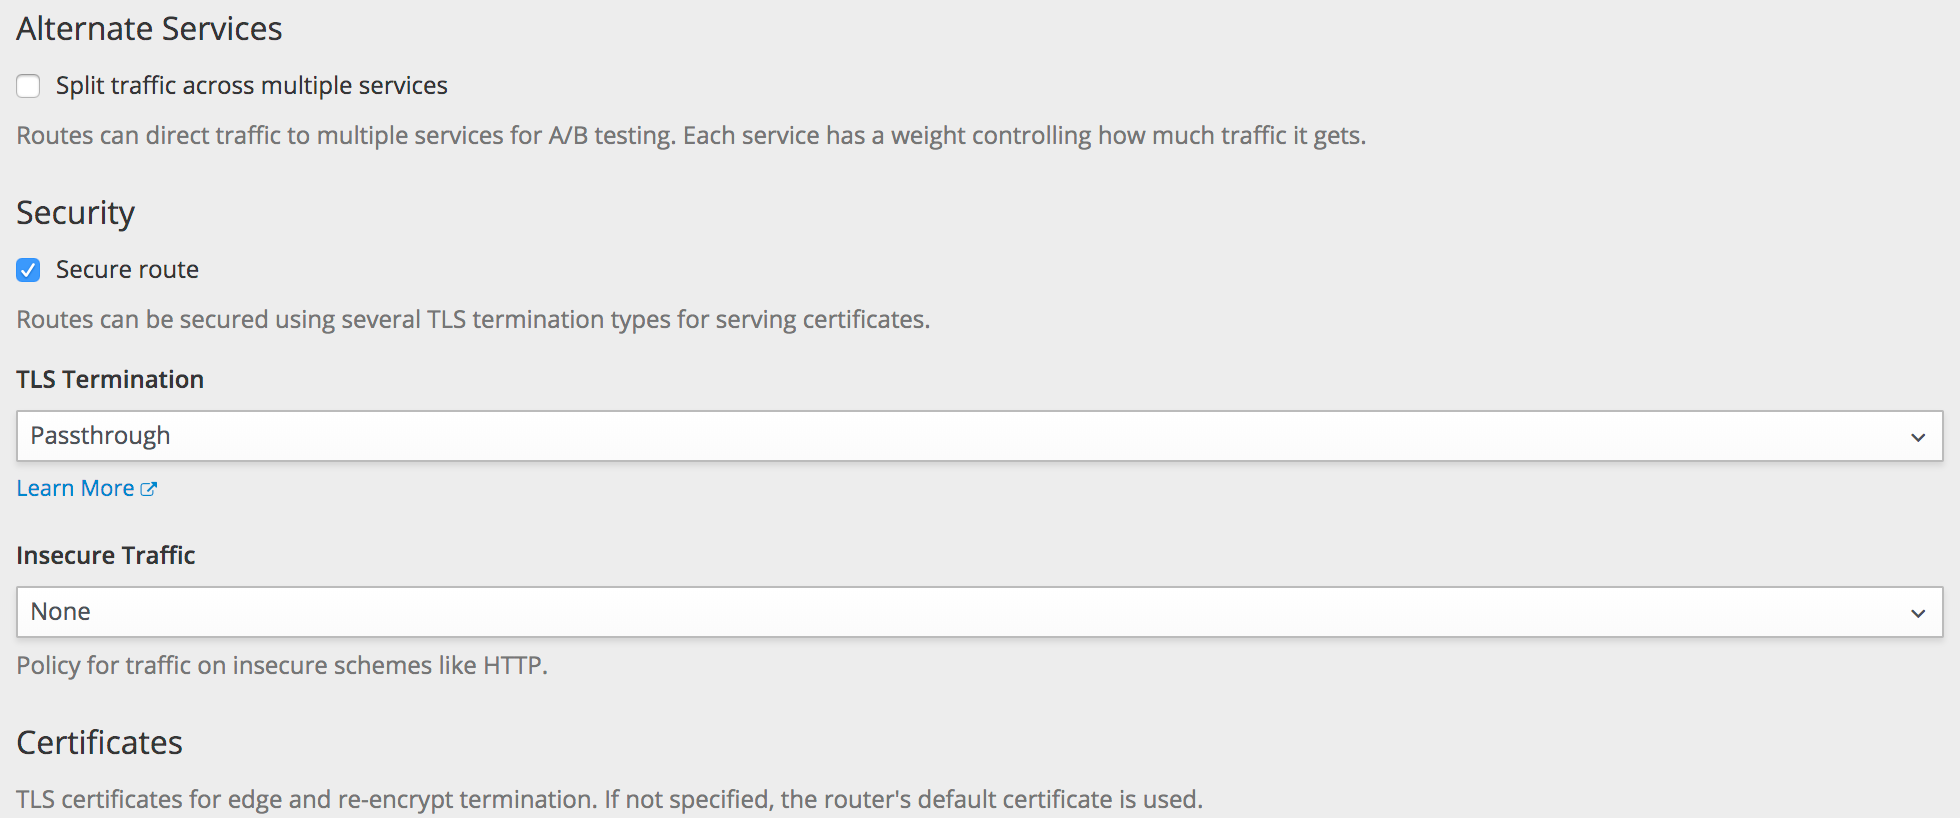 Alternate Services
Split traffic across multiple services
Routes can direct traffic to multiple services for A/B testing. Each service has a weight controlling how much traffic it gets.
Security
Secure route
Routes can be secured using several TLS termination types for serving certificates.
TLS Termination
Passthrough
Learn More
Insecure Traffic
None
Policy for traffic on insecure schemes like HTTP.
Certificates
TLS certificates for edge and re-encrypt termination. If not specified, the router's default certificate is used.